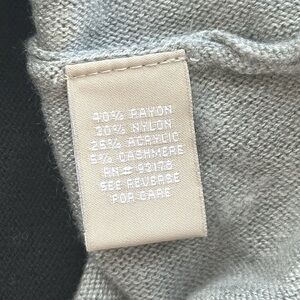 40% RAYON
30% NYLON
25% ACRYLIC
5% CASHMERE
RN# 93178
SEE REVERSE
FOR CARE